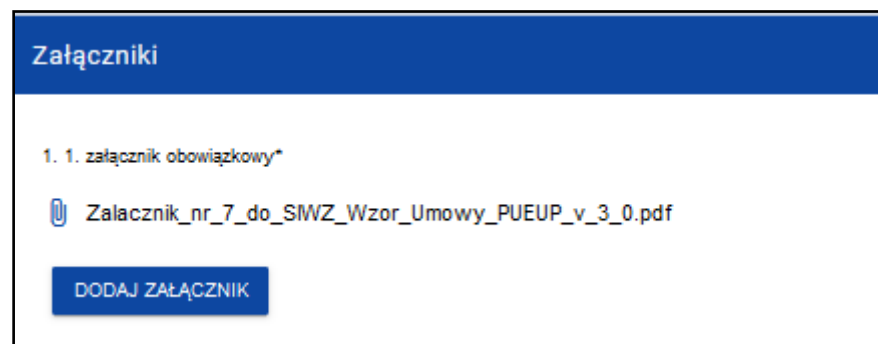 Załączniki
1. 1. załącznik obowiązkowy*
Zalacznik_nr_7_do_SIWZ_Wzor_Umowy_PUEUP_v_3_0.pdf
DODAJ ZAŁĄCZNIK